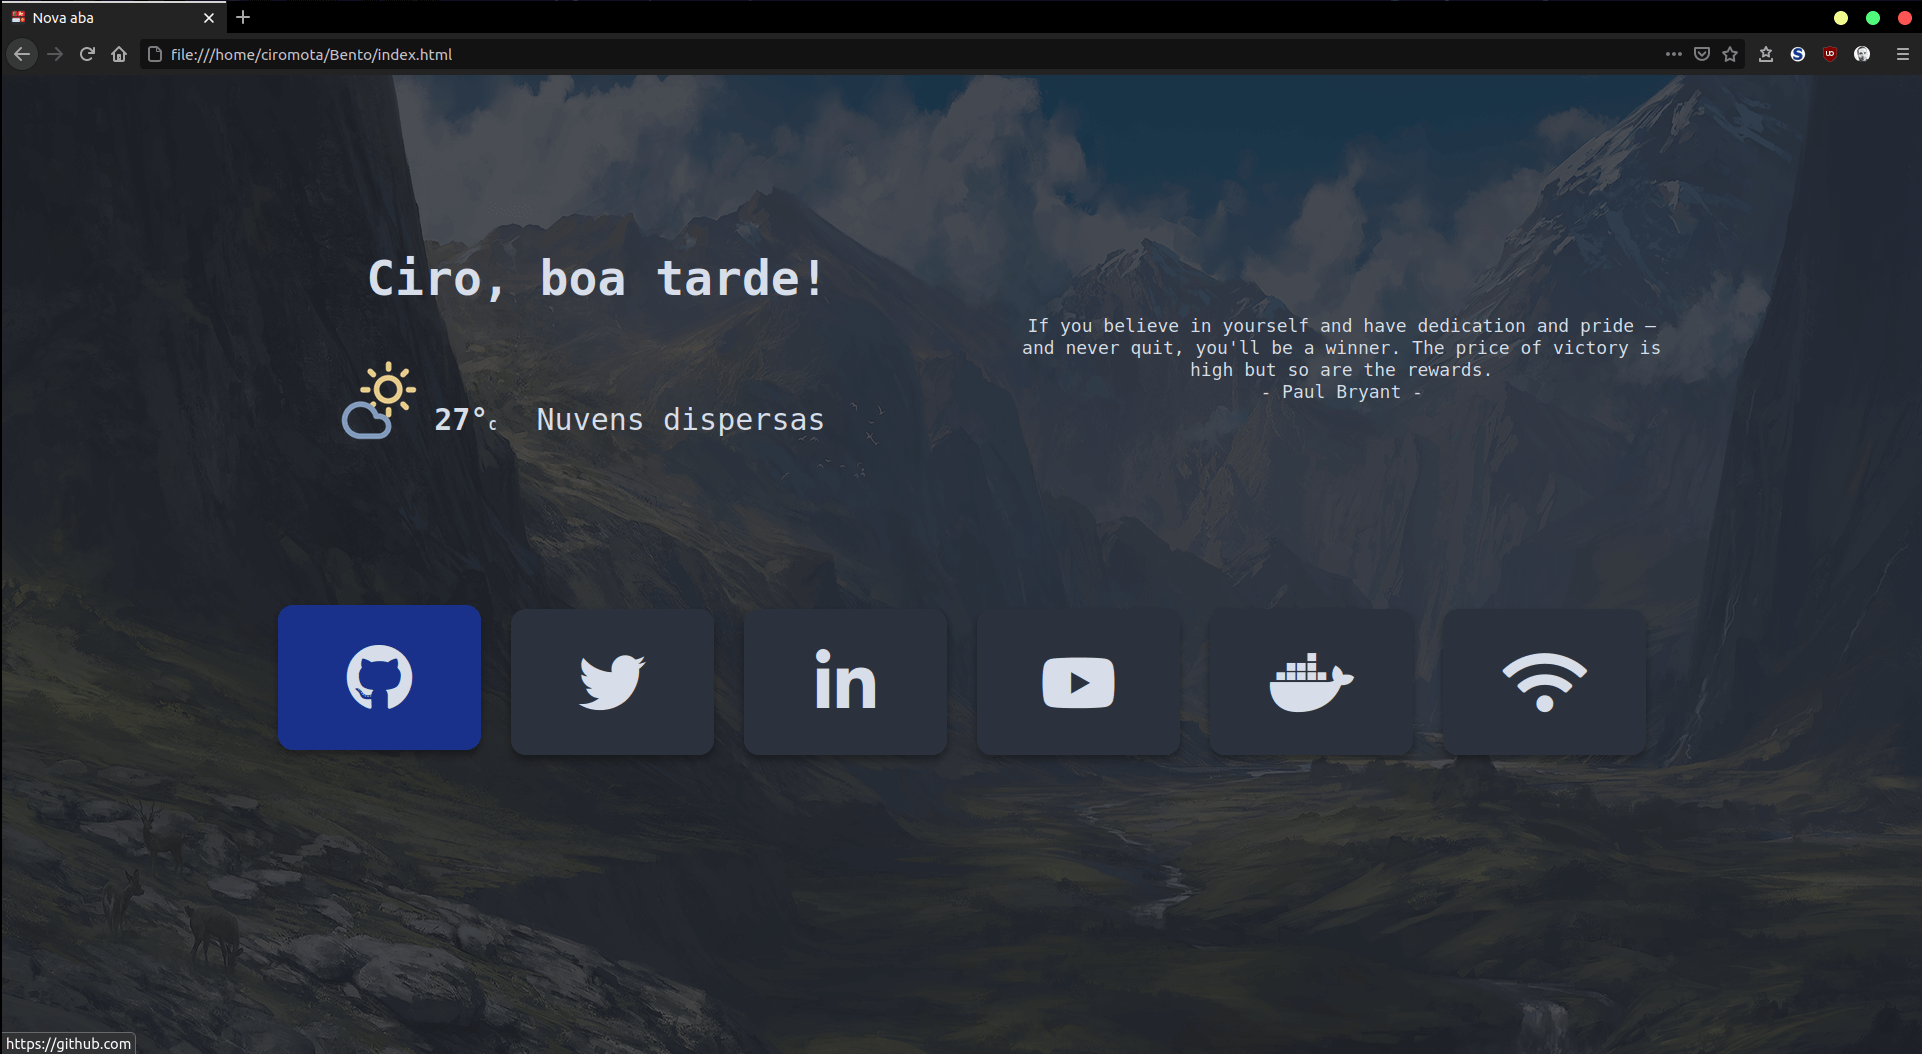 Nova aba
file:///home/ciromota/Bento/index.html
Ciro, boa tarde!
27°c Nuvens dispersas
If you believe in yourself and have dedication and pride –
and never quit, you'll be a winner. The price of victory is
high but so are the rewards.
- Paul Bryant -
in
https://github.com